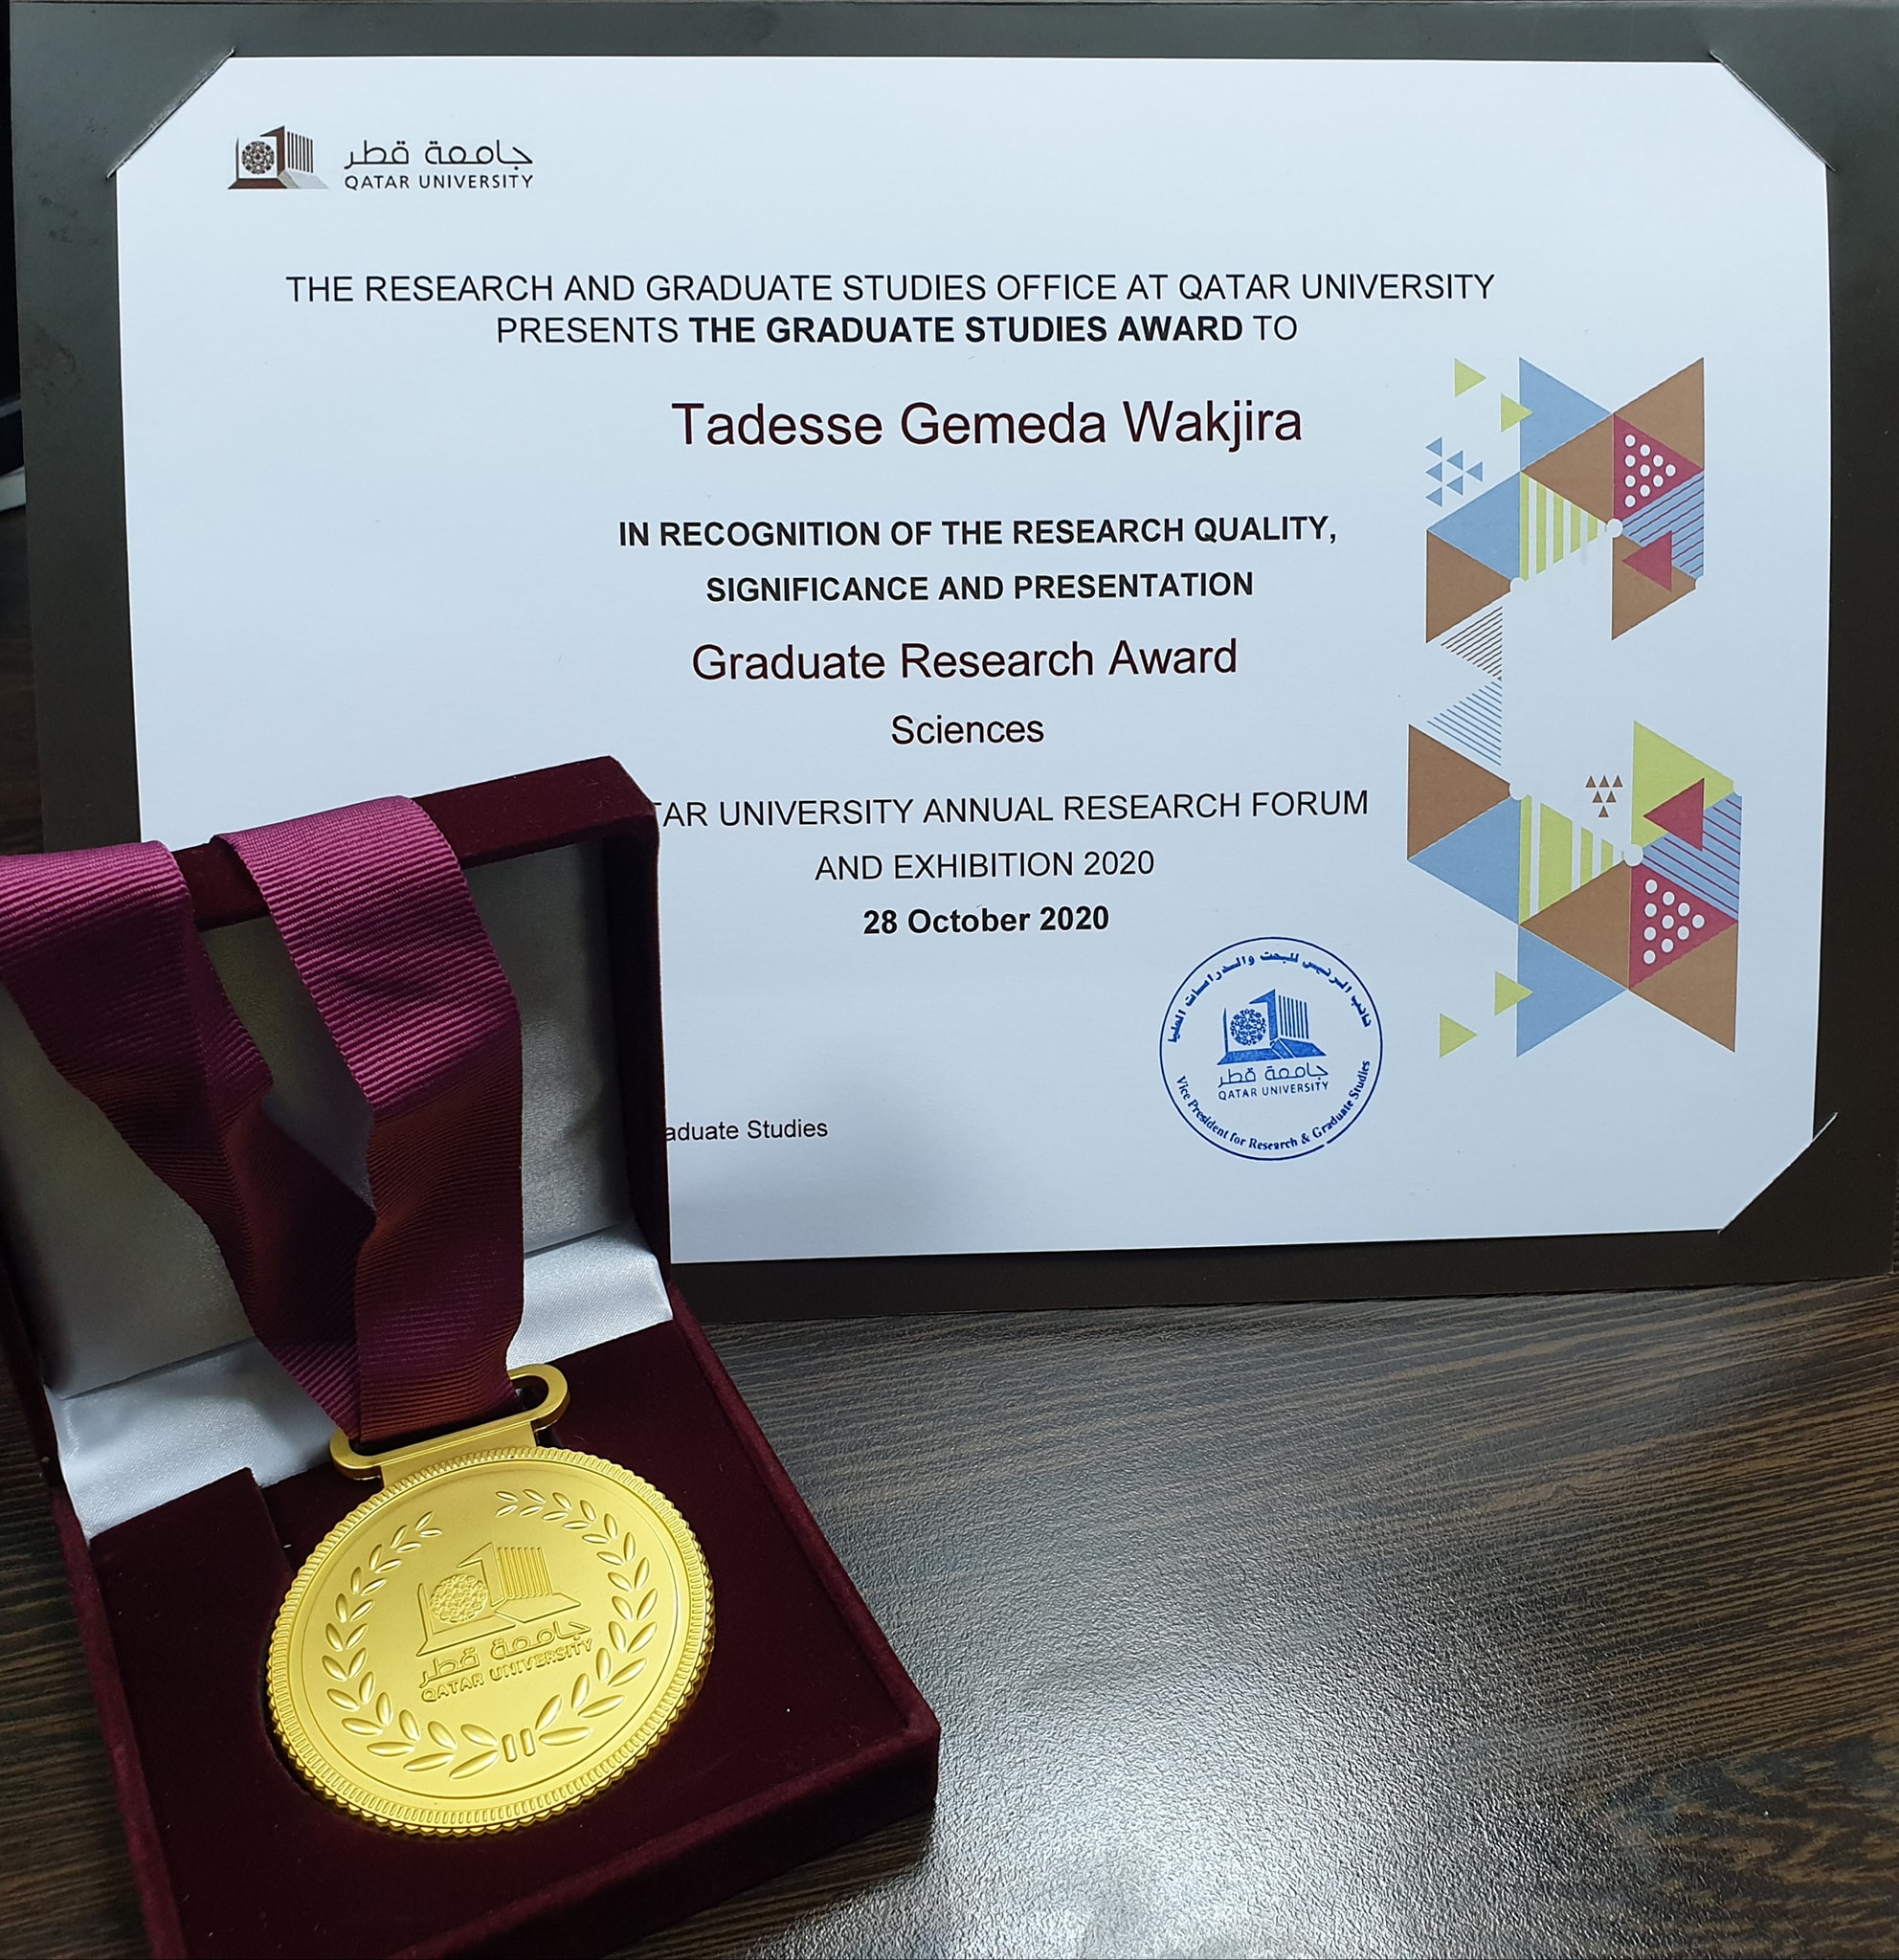 جامعة قطر
QATAR UNIVERSITY
THE RESEARCH AND GRADUATE STUDIES OFFICE AT QATAR UNIVERSITY
PRESENTS THE GRADUATE STUDIES AWARD TO
Tadesse Gemeda Wakjira
IN RECOGNITION OF THE RESEARCH QUALITY,
SIGNIFICANCE AND PRESENTATION
Graduate Research Award
Sciences
TAR UNIVERSITY ANNUAL RESEARCH FORUM
AND EXHIBITION 2020
28 October 2020
نائب الرئيس للبحث والدراسات العليا
جامعة قطر
QATAR UNIVERSITY
Vice President for Research & Graduate Studies
aduate Studies
جامعة قطر
QATAR UNIVERSITY